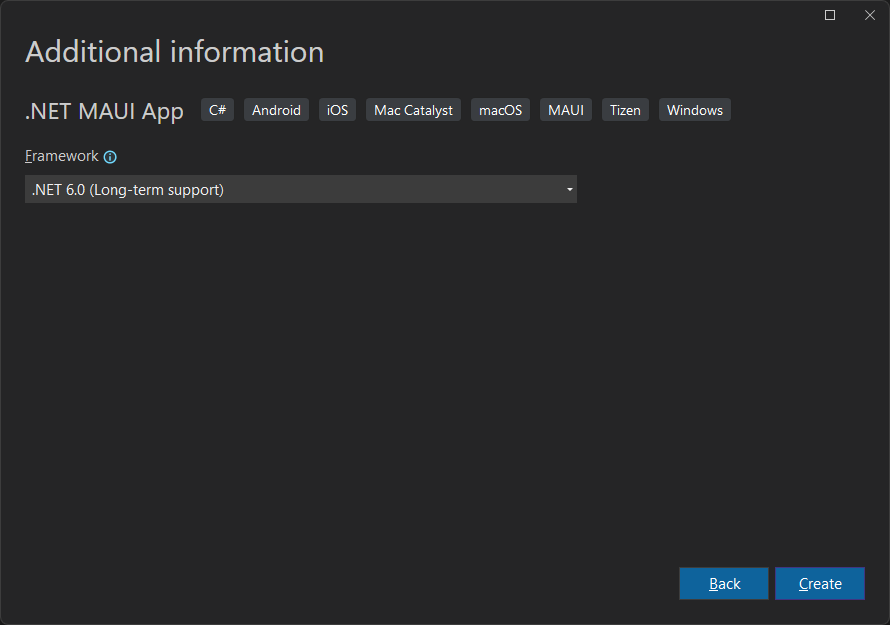 Additional information
.NET MAUI App C# Android iOS Mac Catalyst macOS MAUI Tizen Windows
Framework
.NET 6.0 (Long-term support)
Back Create